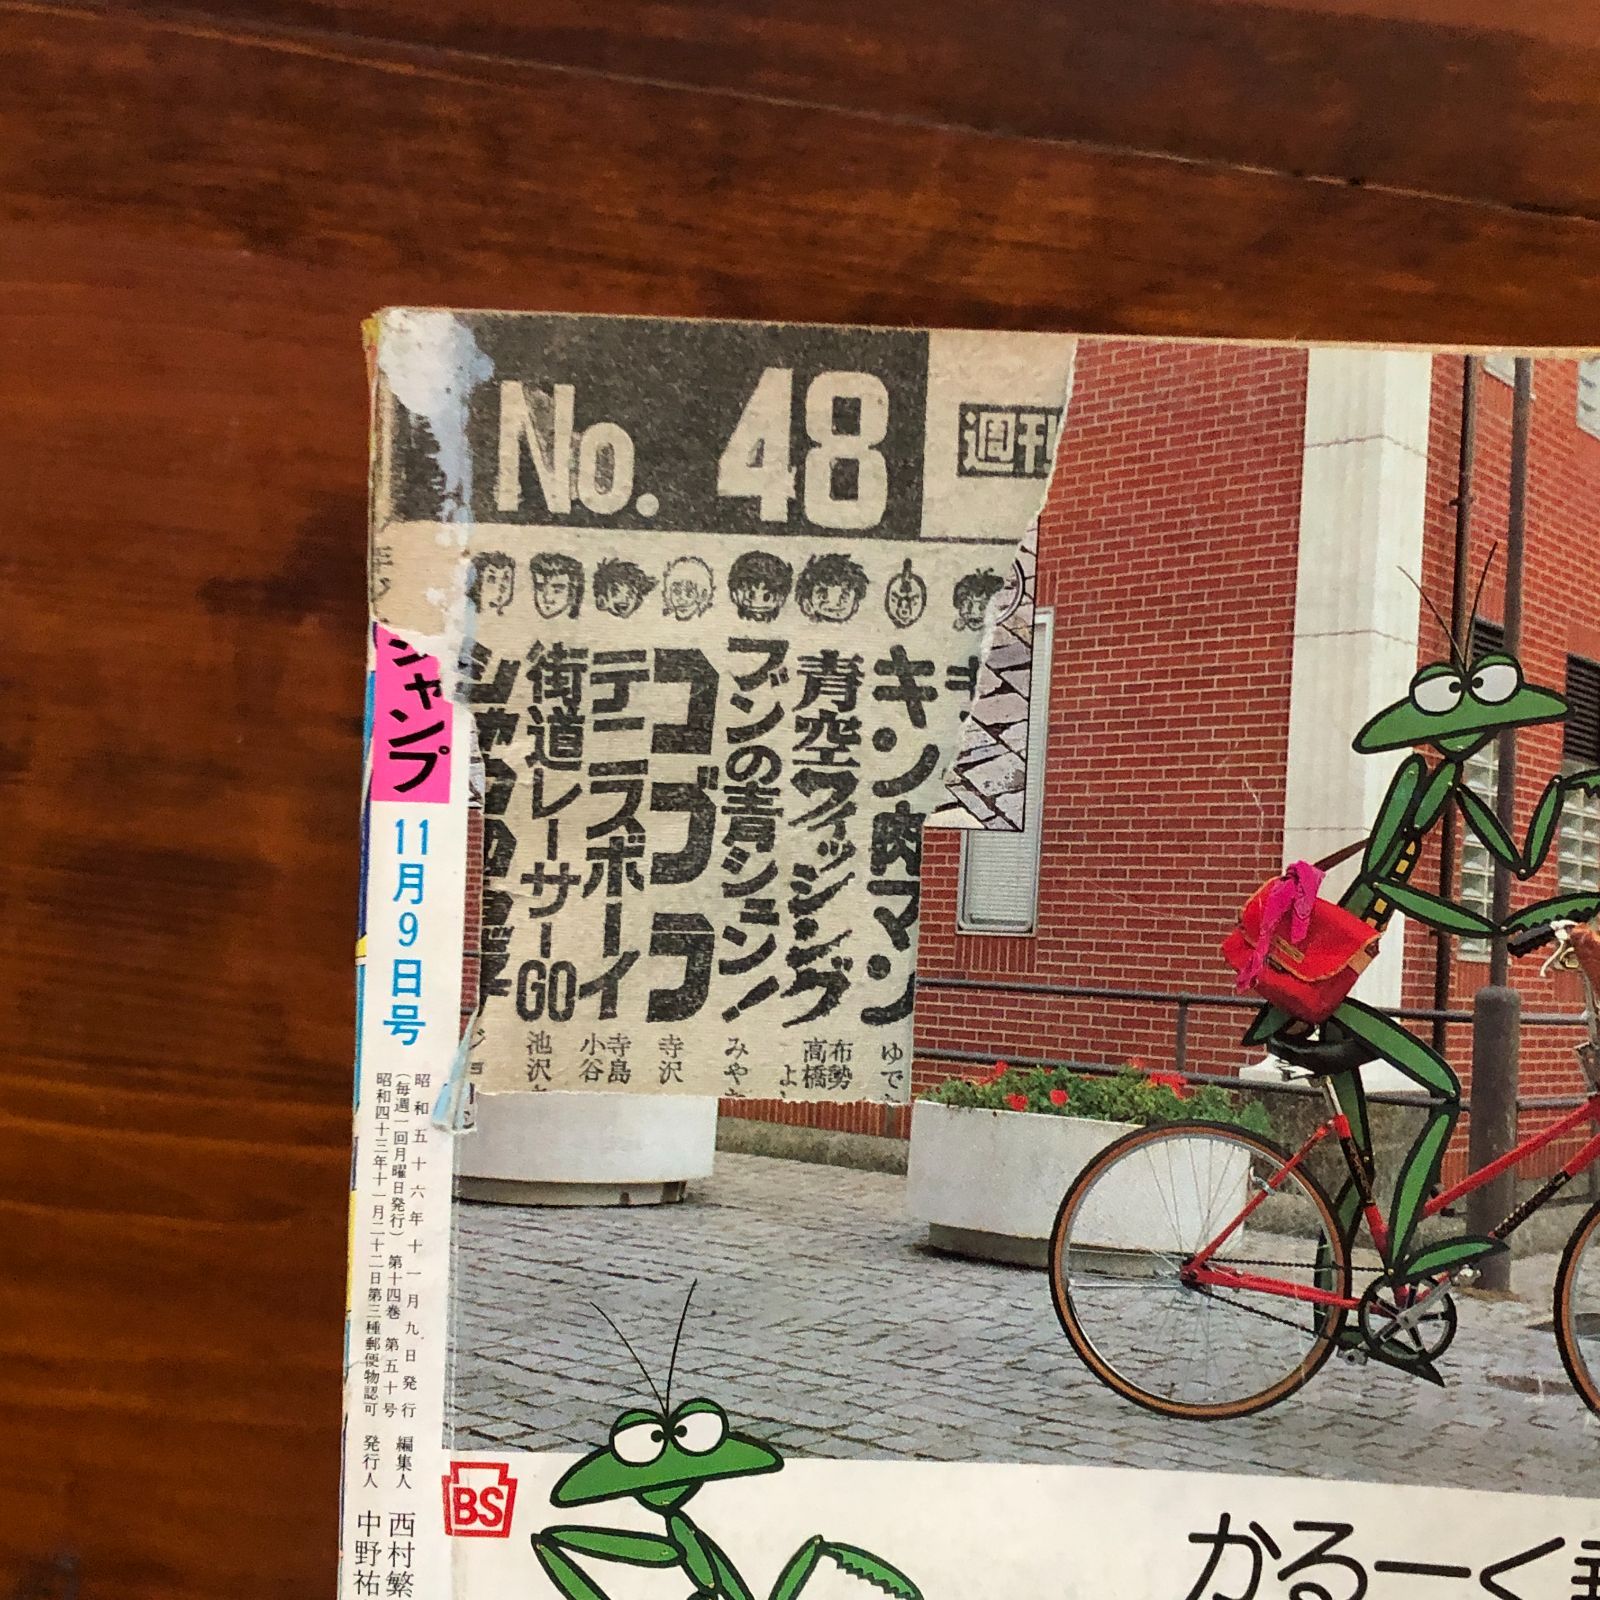 No. 48
週刊
キン肉マン
ゆで
青空フィッシング
布勢
高橋よ
ブンの青シュン!
みや
コブラ
寺沢
テニスボーイ
寺島
小谷
街道レーサーGO
池沢
ジャンプ
11月9日号
昭和五十六年十一月九日発行
(毎週一回月曜日発行) 第十四巻 第五十号
昭和四十三年十一月二十二日第三種郵便物認可
編集人 西村繁
発行人 中野祐
BS
かるーく